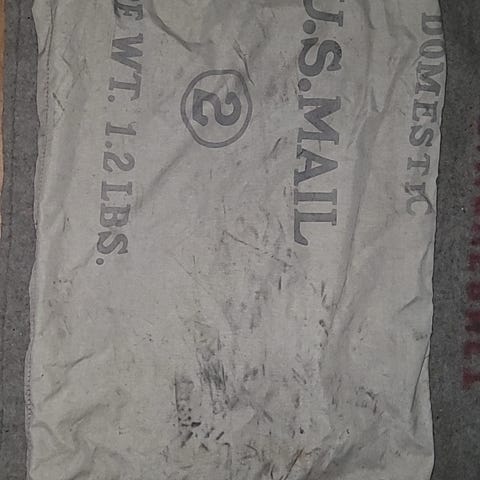 DOMESTIC
U.S.MAIL
2
E WT. 1.2 LBS.